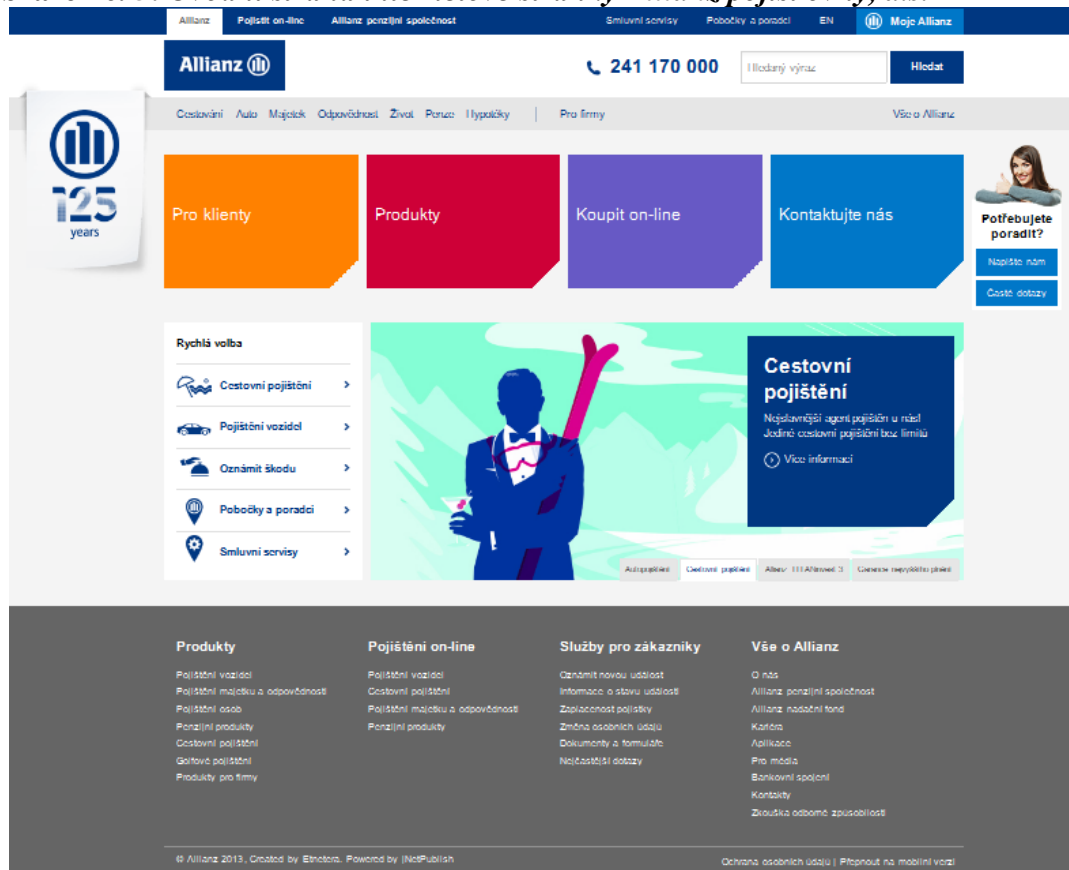 Allianz Pojistit on-line Allianz penzijní společnost Smluvní servisy Pobočky a poradci EN Moje Allianz
Allianz 241 170 000 Hledaný výraz Hledat
Cestování Auto Majetek Odpovědnost Život Penze Hypotéky | Pro firmy Vše o Allianz
125
years
Pro klienty Produkty Koupit on-line Kontaktujte nás
Potřebujete
poradit?
Napište nám
Časté dotazy
Rychlá volba
Cestovní pojištění
Pojištění vozidel
Oznámit škodu
Pobočky a poradci
Smluvní servisy
Cestovní
pojištění
Nejslavnější agent pojištěn u nás!
Jediné cestovní pojištění bez limitů
Více informací
Autopojištění Cestovní pojištění Allianz Garance nejvyššího plnění
Produkty
Pojištění vozidel
Pojištění majetku a odpovědnosti
Pojištění osob
Penzijní produkty
Cestovní pojištění
Golfové pojištění
Produkty pro firmy
Pojištění on-line
Pojištění vozidel
Cestovní pojištění
Pojištění majetku a odpovědnosti
Penzijní produkty
Služby pro zákazníky
Oznámit novou událost
Informace o stavu události
Zaplacenost pojistky
Změna osobních údajů
Dokumenty a formuláře
Nejčastější dotazy
Vše o Allianz
O nás
Allianz penzijní společnost
Allianz nadační fond
Kariéra
Aplikace
Pro média
Bankovní spojení
Kontakty
Zkouška odborné způsobilosti
© Allianz 2013, Created by Etnetera. Powered by jNetPublish
Ochrana osobních údajů | Přepnout na mobilní verzi